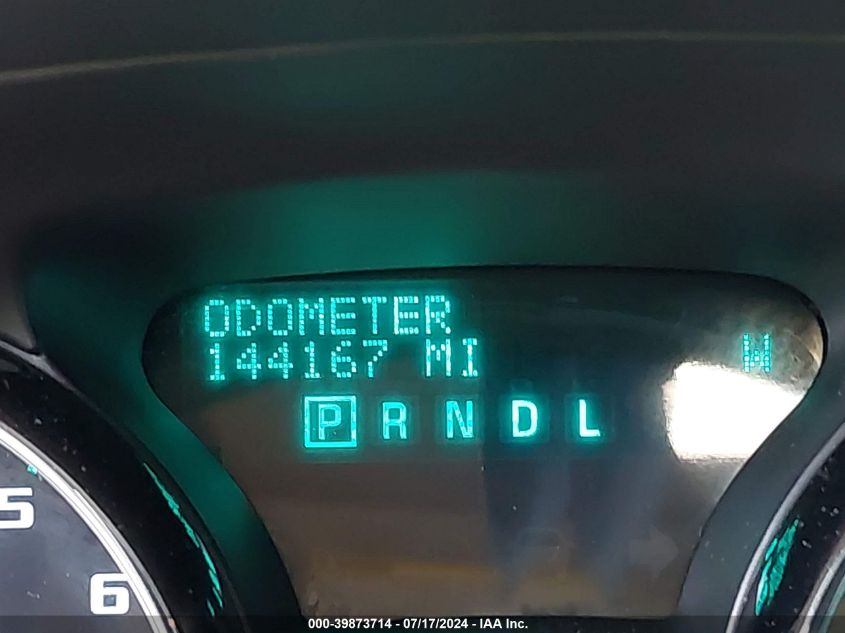 ODOMETER
144167 MI W
P R N D L
5
6
000-39873714 - 07/17/2024 - IAA Inc.